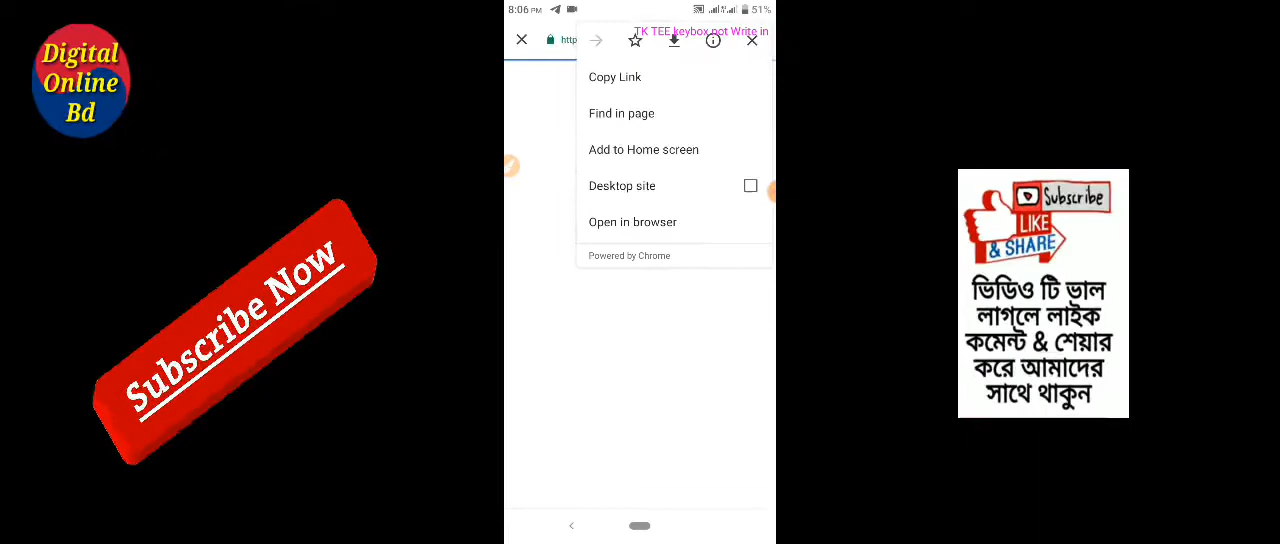 Digital
Online
Bd
Subscribe Now
8:06 PM
51%
TK TEE keybox not Write in
http
Copy Link
Find in page
Add to Home screen
Desktop site
Open in browser
Powered by Chrome
Subscribe
LIKE
& SHARE
ভিডিও টি ভাল
লাগলে লাইক
কমেন্ট & শেয়ার
করে আমাদের
সাথে থাকুন